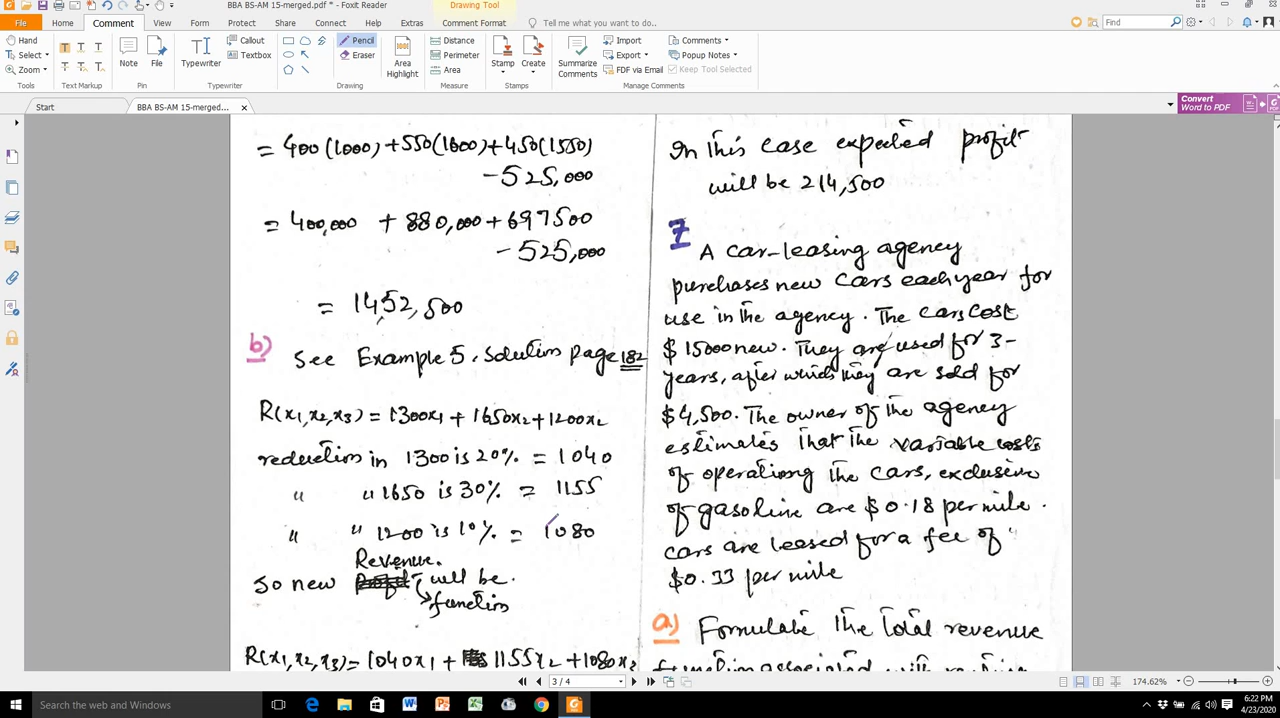 BBA BS-AM 15-merged.pdf * - Foxit Reader
Drawing Tool
File
Home
Comment
View
Form
Protect
Share
Connect
Help
Extras
Comment Format
Tell me what you want to do...
Find
Hand
Select
Zoom
Tools
Text Markup
Note
File
Pin
Typewriter
Callout
Textbox
Typewriter
Pencil
Eraser
Drawing
Area
Highlight
Distance
Perimeter
Area
Measure
Stamp
Create
Stamps
Summarize
Comments
Import
Export
FDF via Email
Comments
Popup Notes
Keep Tool Selected
Manage Comments
Start
BBA BS-AM 15-merged....
Convert
Word to PDF
= 400(1000)+550(1600)+450(1550)
-525,000
= 400,000 + 880,000+697500
-525,000
= 1452,500
b)
See Example 5. Solution page 182
R(x1,x2,x3) = 1300x1 + 1650x2+1200x2
reduction in 1300 is 20% = 1040
" " 1650 is 30% = 1155
" " 1200 is 10% = 1080
Revenue.
So new will be.
function
R(x1,x2,x3)=1040x1 + 1155x2+1080x3
In this case expected profit
will be 214,500
7
A car-leasing agency
purchases new cars each year for
use in the agency. The cars cost
$15000 new. They are used for 3-
years, after which they are sold for
$4,500. The owner of the agency
estimates that the variable costs
of operationg the cars, exclusive
of gasoline are $0.18 per mile.
cars are leased for a fee of
$0.33 per mile
a) Formulate the total revenue
function associated with
3 / 4
174.62%
Search the web and Windows
6:22 PM
4/23/2020